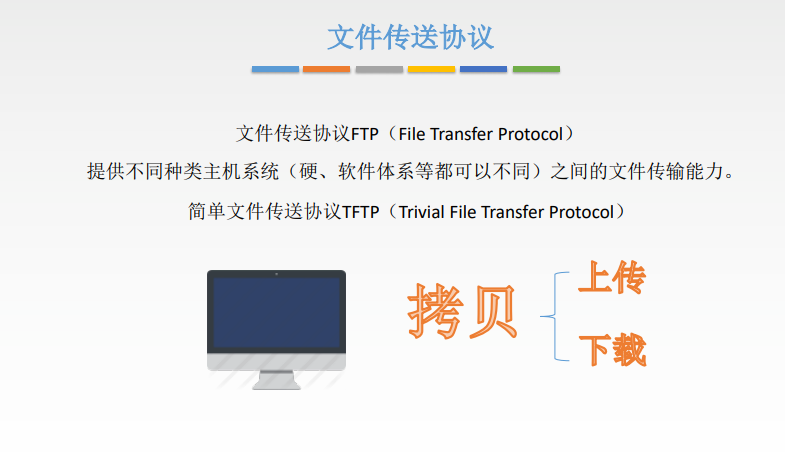 文件传送协议
文件传送协议FTP（File Transfer Protocol）
提供不同种类主机系统（硬、软件体系等都可以不同）之间的文件传输能力。
简单文件传送协议TFTP（Trivial File Transfer Protocol）
拷贝
上传
下载